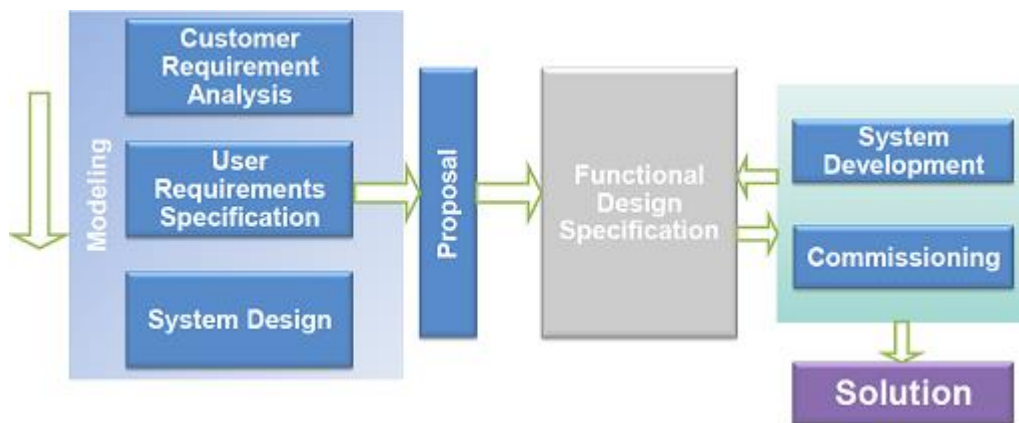 Modeling
Customer
Requirement
Analysis
User
Requirements
Specification
System Design
Proposal
Functional
Design
Specification
System
Development
Commissioning
Solution